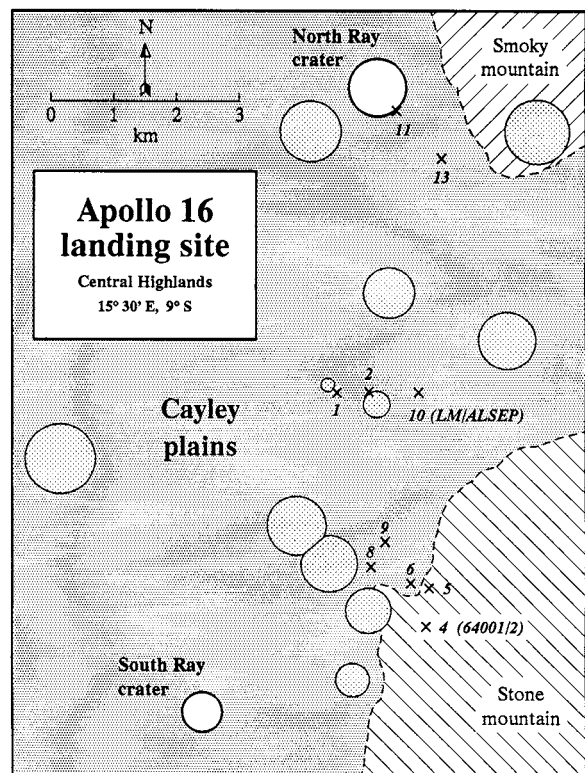 N
0 1 2 3
km
North Ray
crater
Smoky
mountain
11
13
Apollo 16
landing site
Central Highlands
15° 30' E, 9° S
2
1
10 (LM/ALSEP)
Cayley
plains
9
8
6
5
4 (64001/2)
South Ray
crater
Stone
mountain